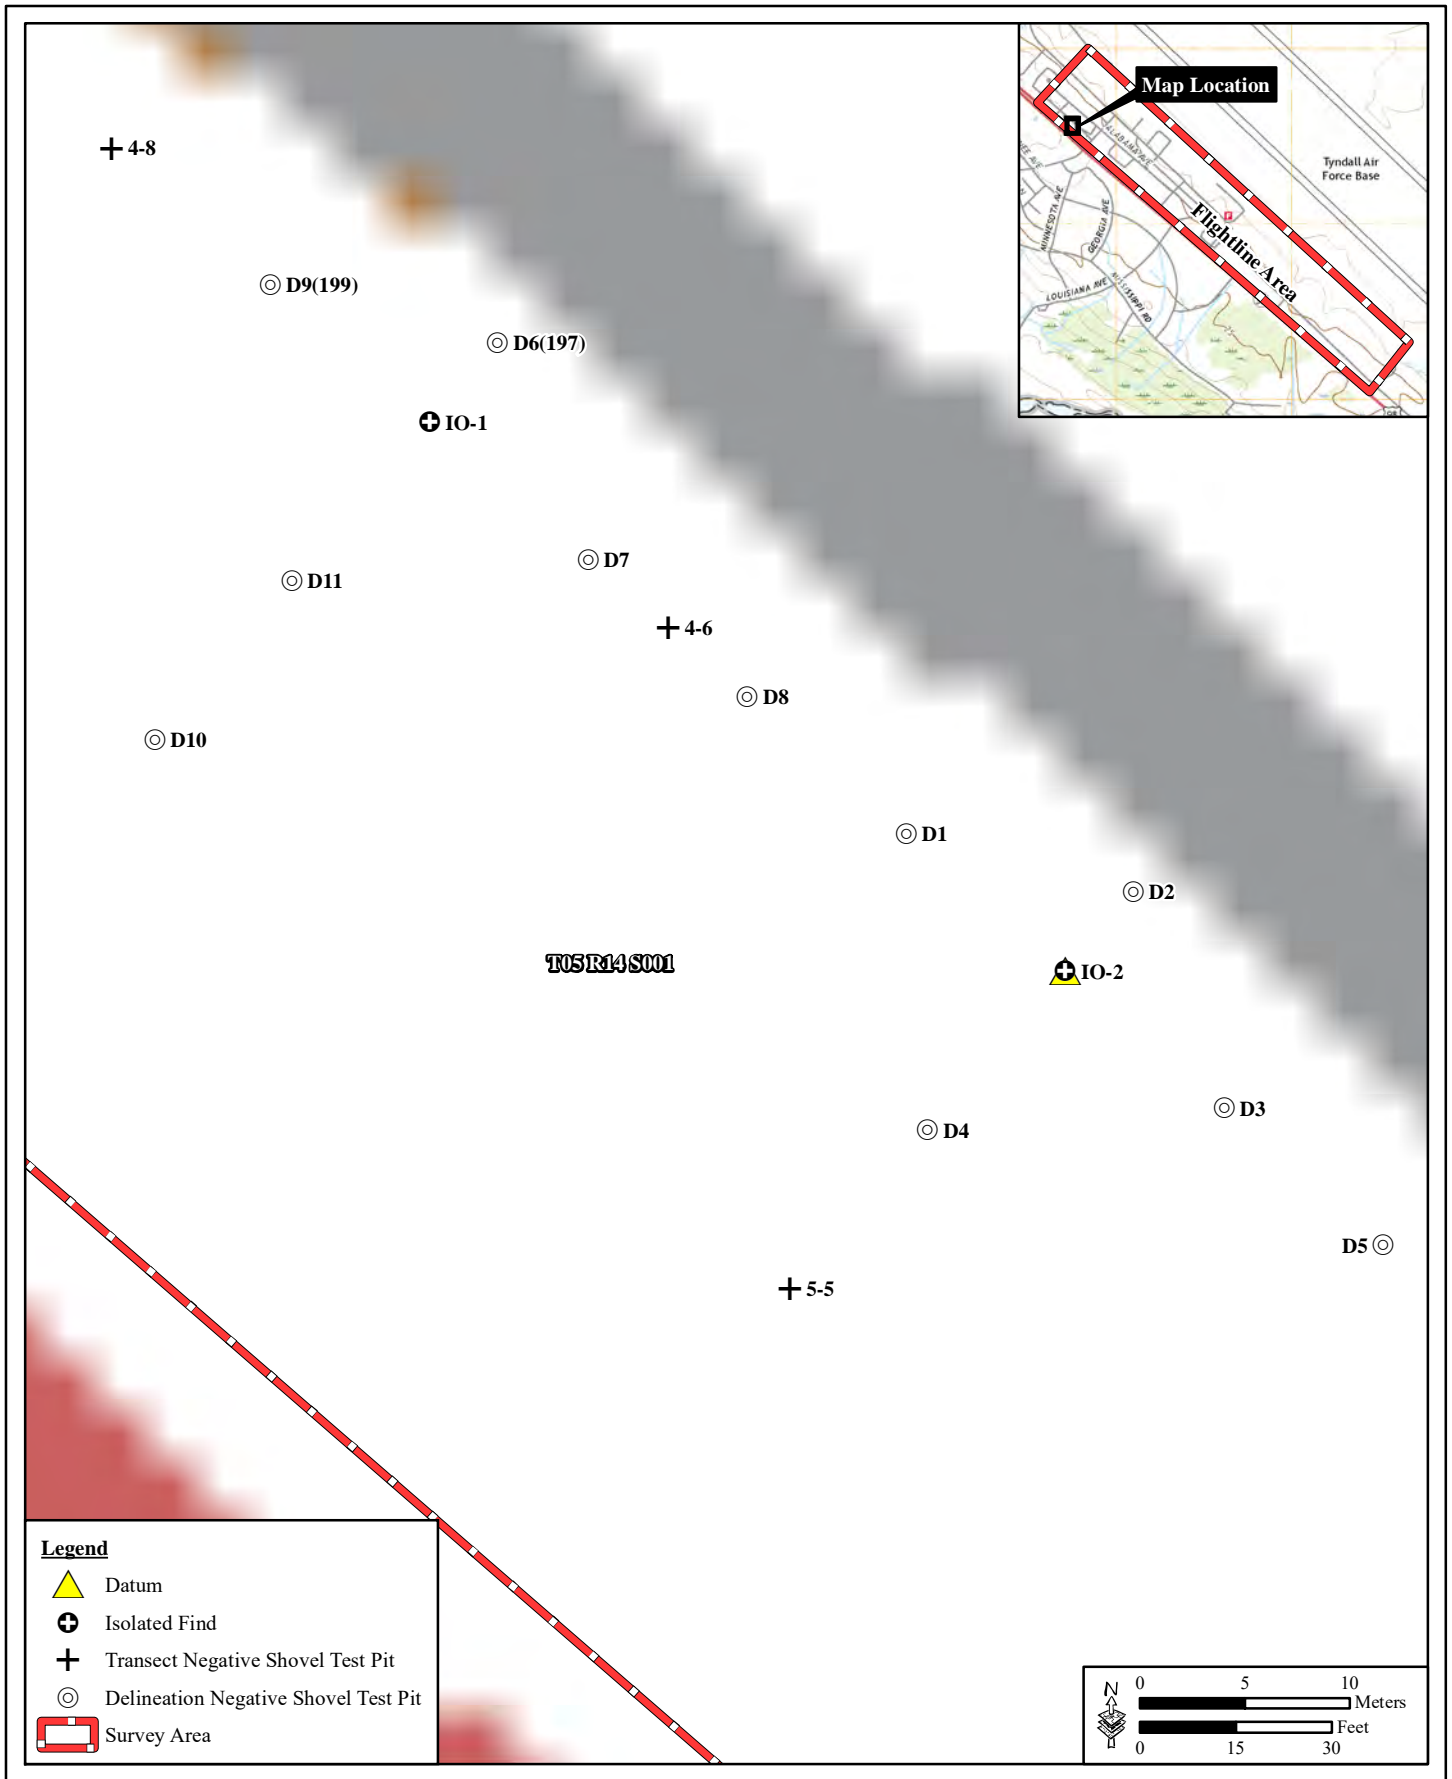 Map Location
ALABAMA AVE
Tyndall Air
Force Base
MINNESOTA AVE
GEORGIA AVE
Flightline Area
LOUISIANA AVE
MISSISSIPPI RD
4-8
D9(199)
D6(197)
IO-1
D7
D11
4-6
D8
D10
D1
D2
T05 R14 S001
IO-2
D3
D4
D5
5-5
Legend
Datum
Isolated Find
Transect Negative Shovel Test Pit
Delineation Negative Shovel Test Pit
Survey Area
N
0 5 10
Meters
Feet
0 15 30